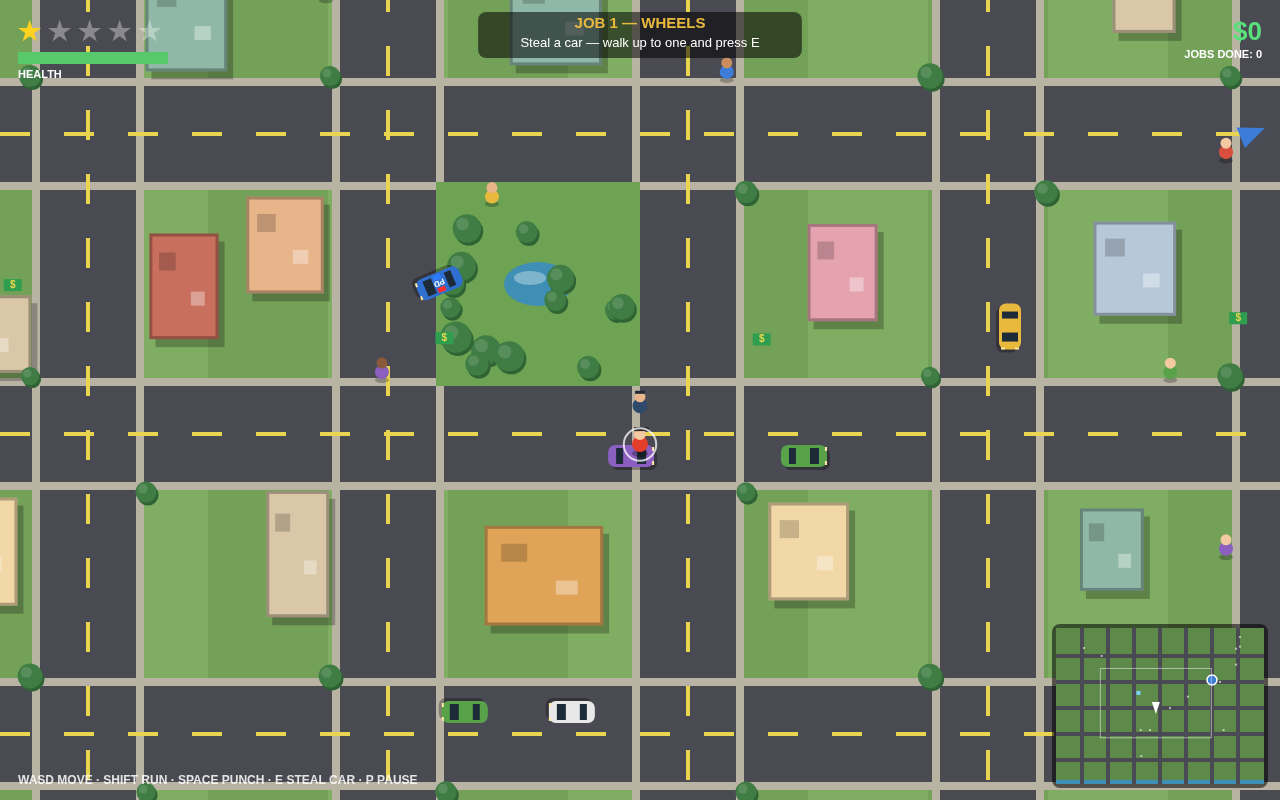 JOB 1 — WHEELS
Steal a car — walk up to one and press E
$0
JOBS DONE: 0
HEALTH
$
PD
$
$
$
WASD MOVE · SHIFT RUN · SPACE PUNCH · E STEAL CAR · P PAUSE